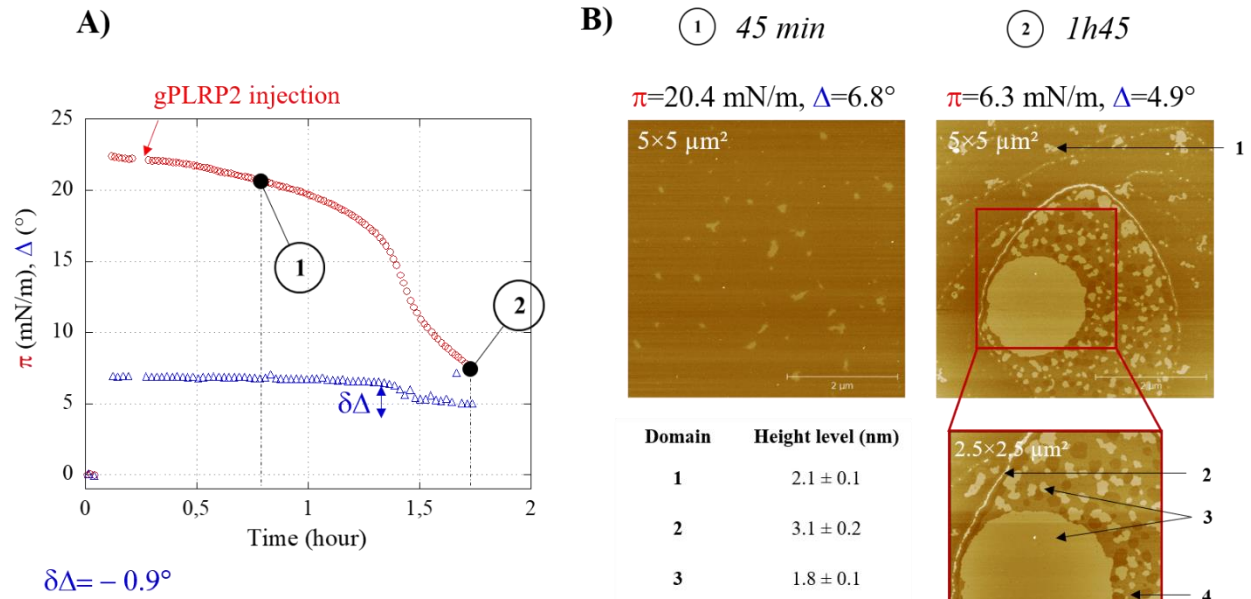 A)
gPLRP2 injection
π (mN/m), Δ (°)
25
20
15
10
5
0
0
0,5
1
1,5
2
Time (hour)
1
2
δΔ
δΔ= − 0.9°
B)
1 45 min
2 1h45
π=20.4 mN/m, Δ=6.8°
π=6.3 mN/m, Δ=4.9°
5×5 µm²
2 µm
5×5 µm²
2 µm
1
Domain Height level (nm)
1 2.1 ± 0.1
2 3.1 ± 0.2
3 1.8 ± 0.1
2.5×2,5 µm²
2
3
4